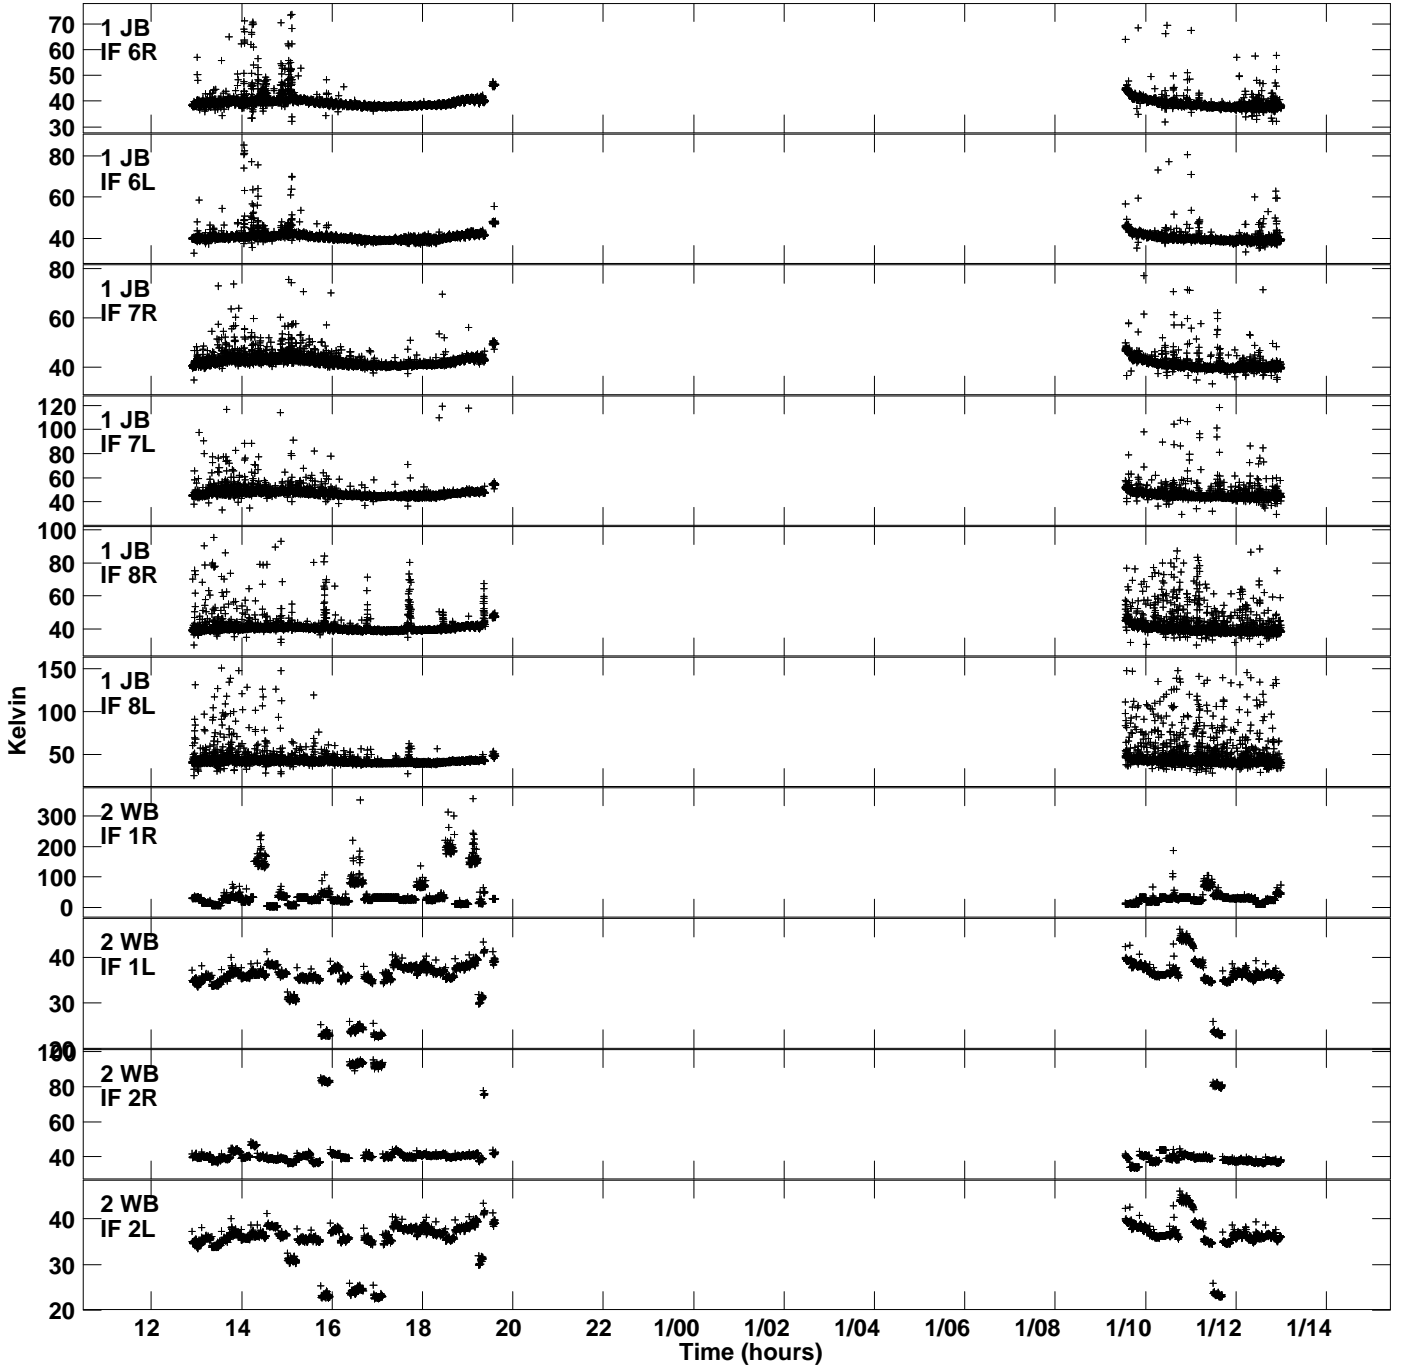 70
60
50
40
30
1 JB
IF 6R
80
60
40
1 JB
IF 6L
80
60
40
1 JB
IF 7R
120
100
80
60
40
1 JB
IF 7L
100
80
60
40
1 JB
IF 8R
150
100
50
1 JB
IF 8L
Kelvin
300
200
100
0
2 WB
IF 1R
40
30
20
2 WB
IF 1L
100
80
60
40
2 WB
IF 2R
40
30
20
2 WB
IF 2L
12 14 16 18 20 22 1/00 1/02 1/04 1/06 1/08 1/10 1/12 1/14
Time (hours)